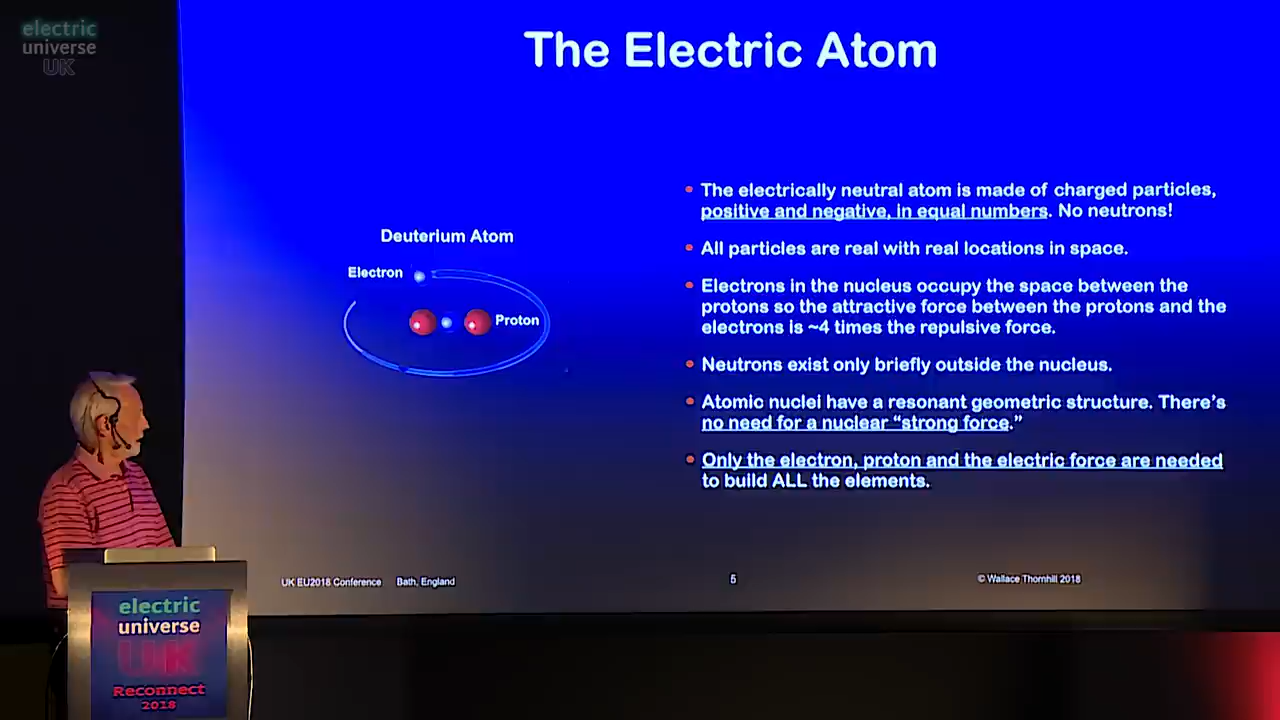 electric
universe
UK
The Electric Atom
Deuterium Atom
Electron
Proton
• The electrically neutral atom is made of charged particles,
positive and negative, in equal numbers. No neutrons!
• All particles are real with real locations in space.
• Electrons in the nucleus occupy the space between the
protons so the attractive force between the protons and the
electrons is ~4 times the repulsive force.
• Neutrons exist only briefly outside the nucleus.
• Atomic nuclei have a resonant geometric structure. There's
no need for a nuclear “strong force.”
• Only the electron, proton and the electric force are needed
to build ALL the elements.
UK EU2018 Conference Bath, England
5
© Wallace Thornhill 2018
electric
universe
UK
Reconnect
2018